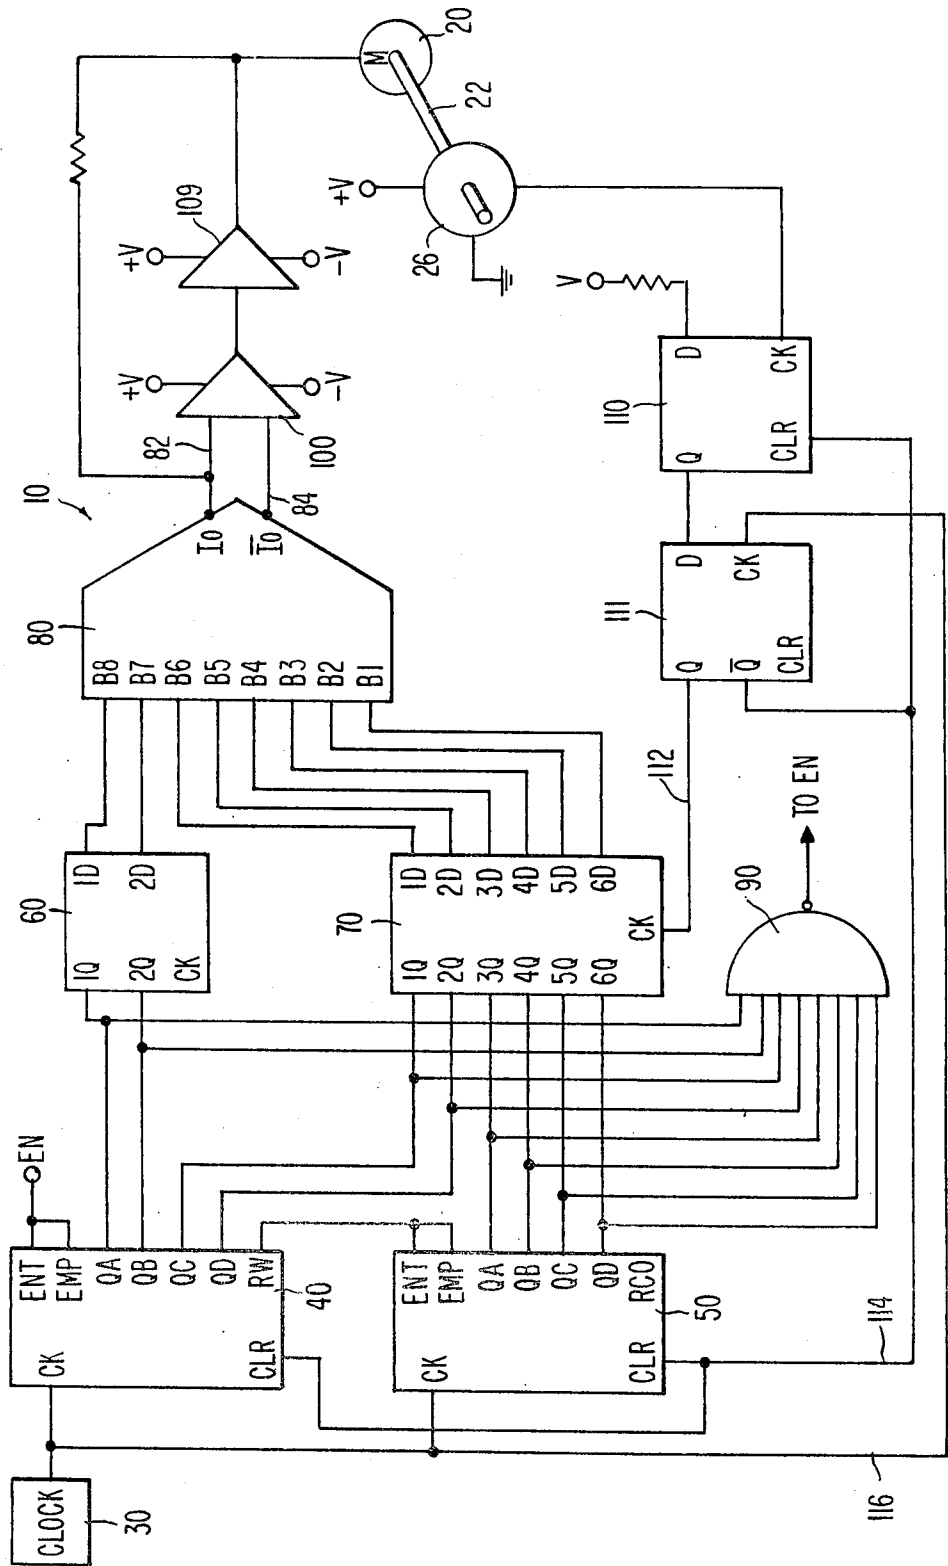 10
CLOCK
30
CK
ENT
EMP
QA
QB
QC
QD
RW
CLR
40
EN
CK
ENT
EMP
QA
QB
QC
QD
RCO
CLR
50
1Q
2Q
CK
1D
2D
60
1Q
2Q
3Q
4Q
5Q
6Q
CK
1D
2D
3D
4D
5D
6D
70
B8
B7
B6
B5
B4
B3
B2
B1
80
IO
IO
82
84
+V
-V
100
+V
-V
109
M
20
22
+V
26
V
D
Q
CK
CLR
110
D
CK
Q
Q
CLR
111
112
90
TO EN
114
116